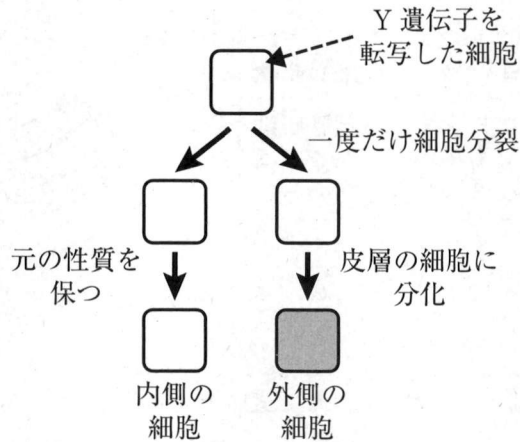 Y 遺伝子を
転写した細胞
一度だけ細胞分裂
元の性質を
保つ
皮層の細胞に
分化
内側の
細胞
外側の
細胞